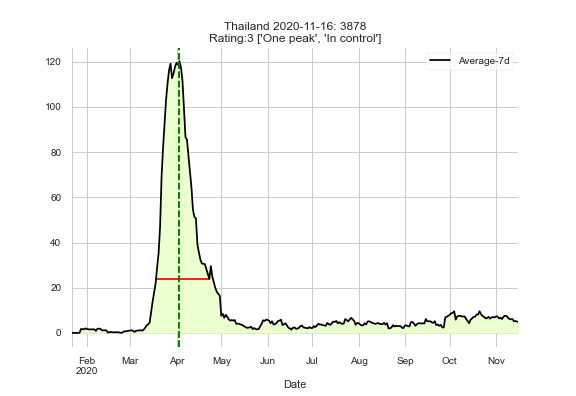 Thailand 2020-11-16: 3878
Rating:3 ['One peak', 'In control']
Average-7d
120
100
80
60
40
20
0
Feb Mar Apr May Jun Jul Aug Sep Oct Nov
2020
Date